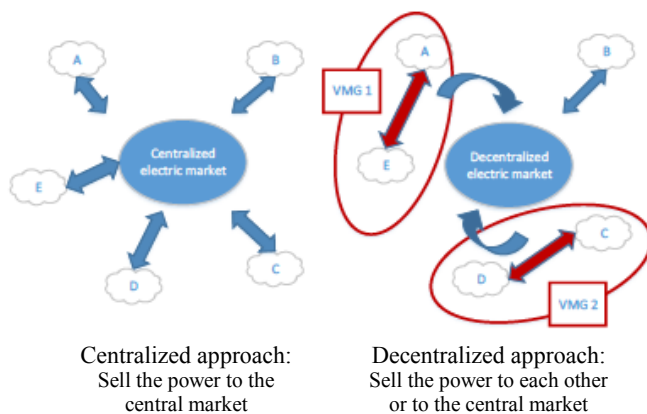 A
B
Centralized
electric market
E
D
C
Centralized approach:
Sell the power to the
central market
A
B
VMG 1
E
Decentralized
electric market
C
D
VMG 2
Decentralized approach:
Sell the power to each other
or to the central market